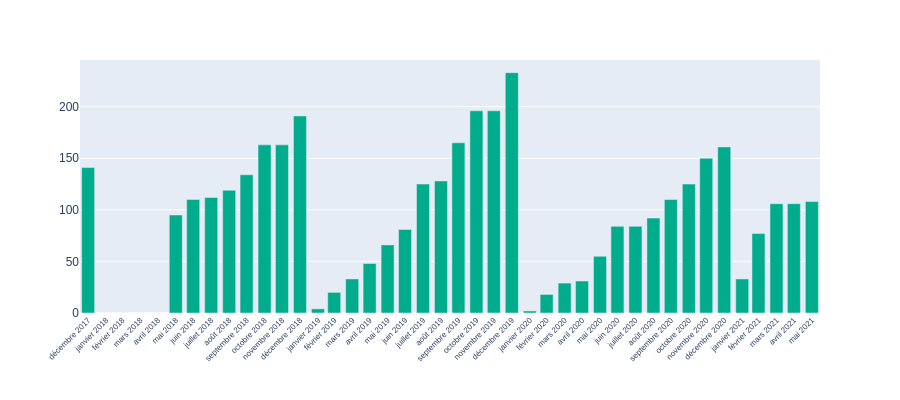 200
150
100
50
0
décembre 2017
janvier 2018
février 2018
mars 2018
avril 2018
mai 2018
juin 2018
juillet 2018
août 2018
septembre 2018
octobre 2018
novembre 2018
décembre 2018
janvier 2019
février 2019
mars 2019
avril 2019
mai 2019
juin 2019
juillet 2019
août 2019
septembre 2019
octobre 2019
novembre 2019
décembre 2019
janvier 2020
février 2020
mars 2020
avril 2020
mai 2020
juin 2020
juillet 2020
août 2020
septembre 2020
octobre 2020
novembre 2020
décembre 2020
janvier 2021
février 2021
mars 2021
avril 2021
mai 2021